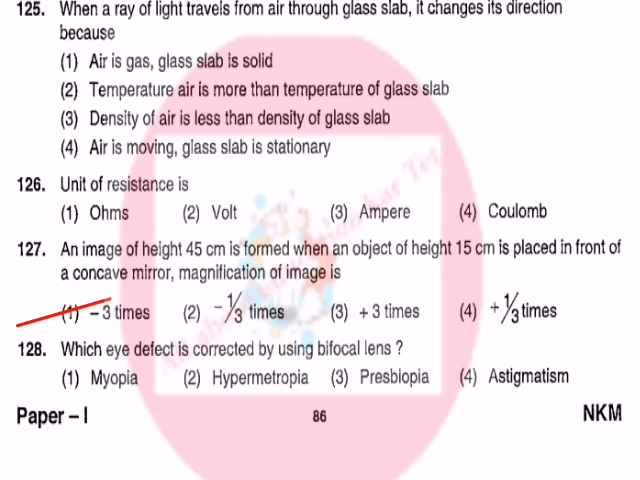 125. When a ray of light travels from air through glass slab, it changes its direction
because
(1) Air is gas, glass slab is solid
(2) Temperature air is more than temperature of glass slab
(3) Density of air is less than density of glass slab
(4) Air is moving, glass slab is stationary
126. Unit of resistance is
(1) Ohms (2) Volt (3) Ampere (4) Coulomb
127. An image of height 45 cm is formed when an object of height 15 cm is placed in front of
a concave mirror, magnification of image is
(1) – 3 times (2) – 1/3 times (3) + 3 times (4) + 1/3 times
128. Which eye defect is corrected by using bifocal lens ?
(1) Myopia (2) Hypermetropia (3) Presbiopia (4) Astigmatism
Paper – I 86 NKM